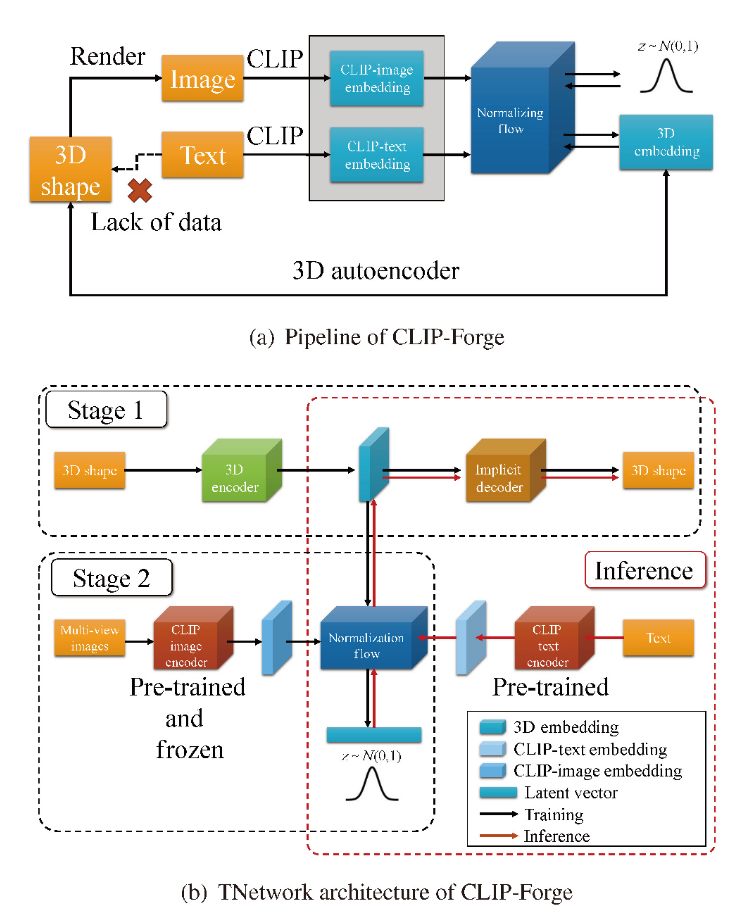 Render
Image
CLIP
CLIP-image
embedding
Normalizing
flow
z ~ N(0,1)
3D
shape
Text
CLIP
CLIP-text
embedding
3D
embedding
Lack of data
3D autoencoder
(a) Pipeline of CLIP-Forge
Stage 1
3D shape
3D
encoder
Implicit
decoder
3D shape
Stage 2
Inference
Multi-view
images
CLIP
image
encoder
Normalization
flow
CLIP
text
encoder
Text
Pre-trained
and
frozen
Pre-trained
z ~ N(0,1)
3D embedding
CLIP-text embedding
CLIP-image embedding
Latent vector
Training
Inference
(b) TNetwork architecture of CLIP-Forge